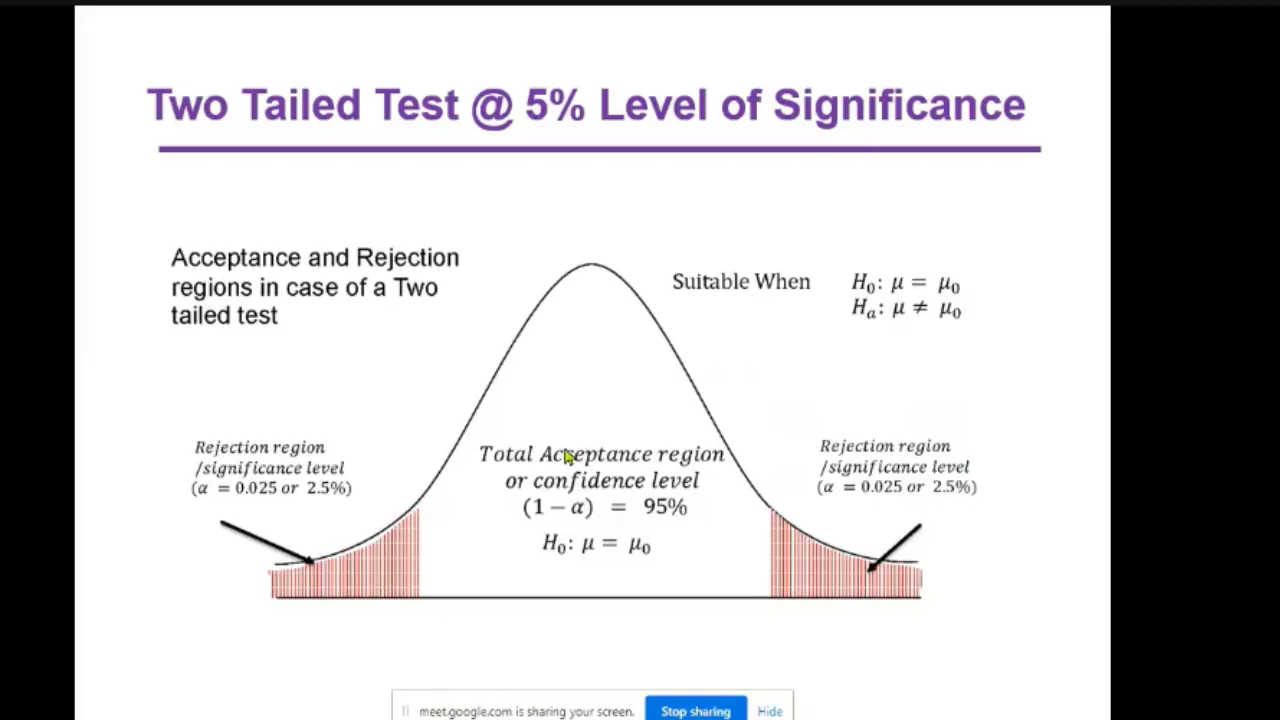 Two Tailed Test @ 5% Level of Significance
Acceptance and Rejection
regions in case of a Two
tailed test
Suitable When
H₀: μ = μ₀
Hₐ: μ ≠ μ₀
Rejection region
/significance level
(α = 0.025 or 2.5%)
Total Acceptance region
or confidence level
(1 − α) = 95%
H₀: μ = μ₀
Rejection region
/significance level
(α = 0.025 or 2.5%)
meet.google.com is sharing your screen.
Stop sharing
Hide